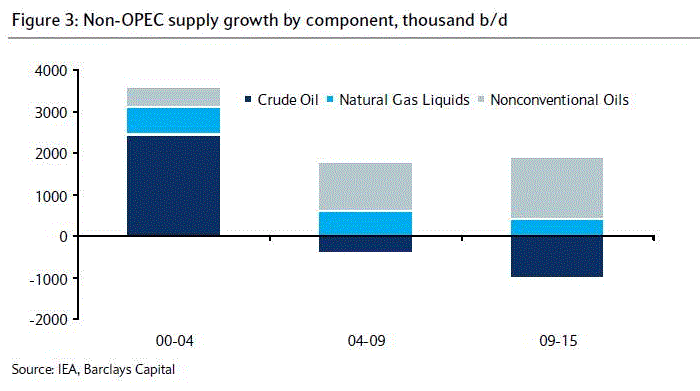 Figure 3: Non-OPEC supply growth by component, thousand b/d
4000
Crude Oil Natural Gas Liquids Nonconventional Oils
3000
2000
1000
0
-1000
-2000
00-04 04-09 09-15
Source: IEA, Barclays Capital